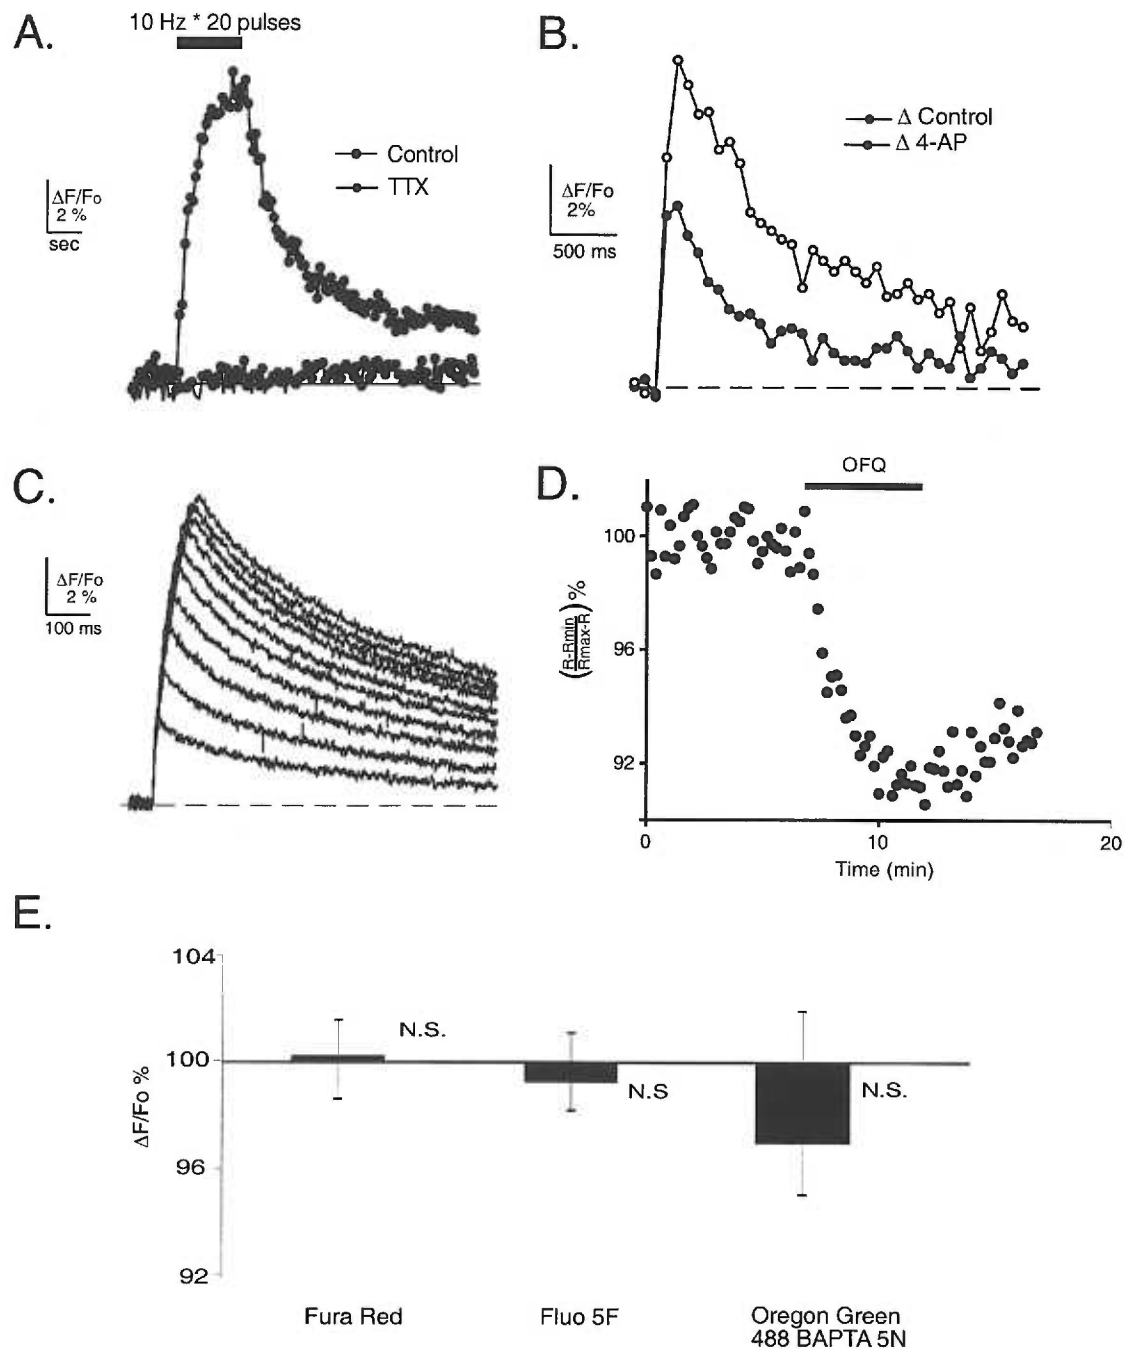 A.
10 Hz * 20 pulses
Control
TTX
ΔF/Fo
2 %
sec
B.
Δ Control
Δ 4-AP
ΔF/Fo
2%
500 ms
C.
ΔF/Fo
2 %
100 ms
D.
OFQ
100
96
92
(R-Rmin
Rmax-R)%
0
10
20
Time (min)
E.
104
100
96
92
ΔF/Fo %
N.S.
N.S
N.S.
Fura Red
Fluo 5F
Oregon Green
488 BAPTA 5N